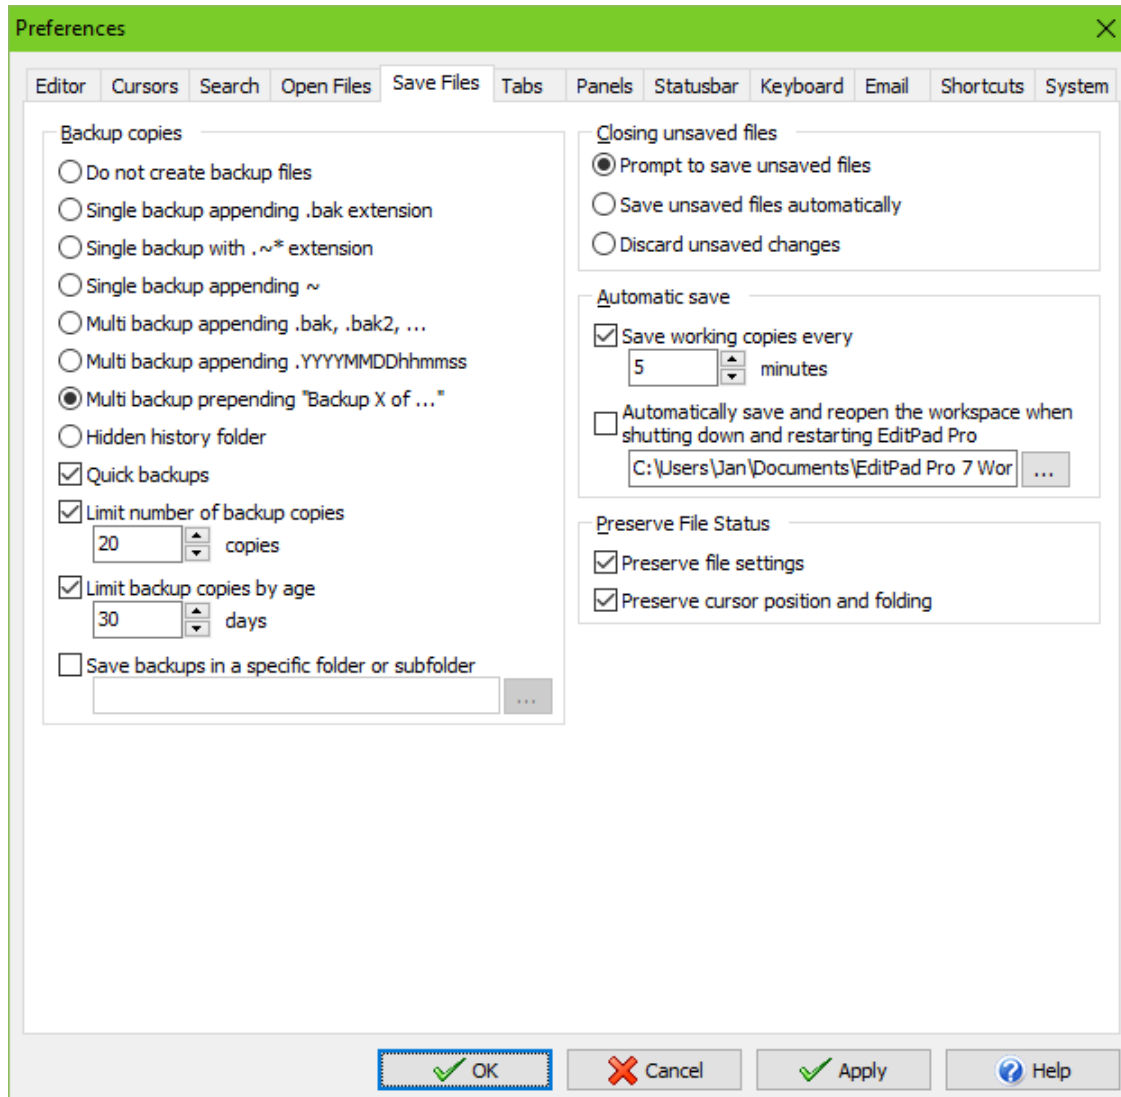 Preferences
Editor Cursors Search Open Files Save Files Tabs Panels Statusbar Keyboard Email Shortcuts System
Backup copies
Do not create backup files
Single backup appending .bak extension
Single backup with .~* extension
Single backup appending ~
Multi backup appending .bak, .bak2, ...
Multi backup appending .YYYYMMDDhhmmss
Multi backup prepending "Backup X of ..."
Hidden history folder
Quick backups
Limit number of backup copies
20 copies
Limit backup copies by age
30 days
Save backups in a specific folder or subfolder
...
Closing unsaved files
Prompt to save unsaved files
Save unsaved files automatically
Discard unsaved changes
Automatic save
Save working copies every
5 minutes
Automatically save and reopen the workspace when
shutting down and restarting EditPad Pro
C:\Users\Jan\Documents\EditPad Pro 7 Wor ...
Preserve File Status
Preserve file settings
Preserve cursor position and folding
OK Cancel Apply Help